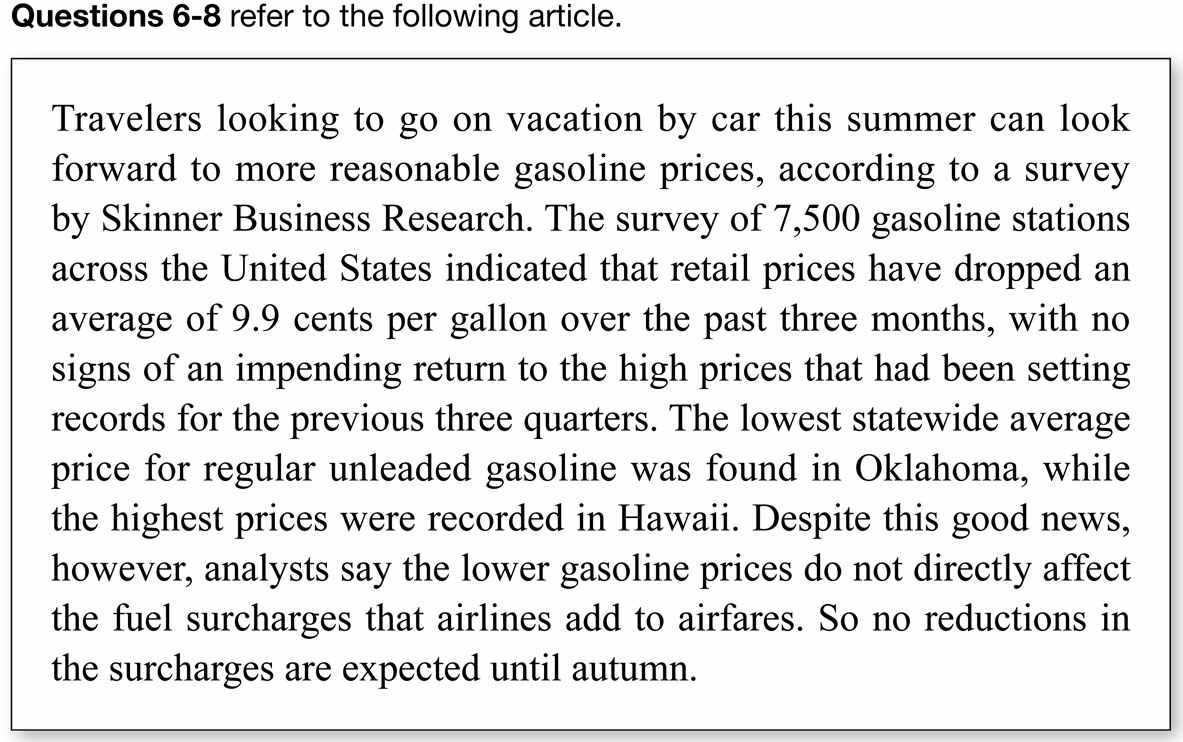 Questions 6-8 refer to the following article.
Travelers looking to go on vacation by car this summer can look
forward to more reasonable gasoline prices, according to a survey
by Skinner Business Research. The survey of 7,500 gasoline stations
across the United States indicated that retail prices have dropped an
average of 9.9 cents per gallon over the past three months, with no
signs of an impending return to the high prices that had been setting
records for the previous three quarters. The lowest statewide average
price for regular unleaded gasoline was found in Oklahoma, while
the highest prices were recorded in Hawaii. Despite this good news,
however, analysts say the lower gasoline prices do not directly affect
the fuel surcharges that airlines add to airfares. So no reductions in
the surcharges are expected until autumn.